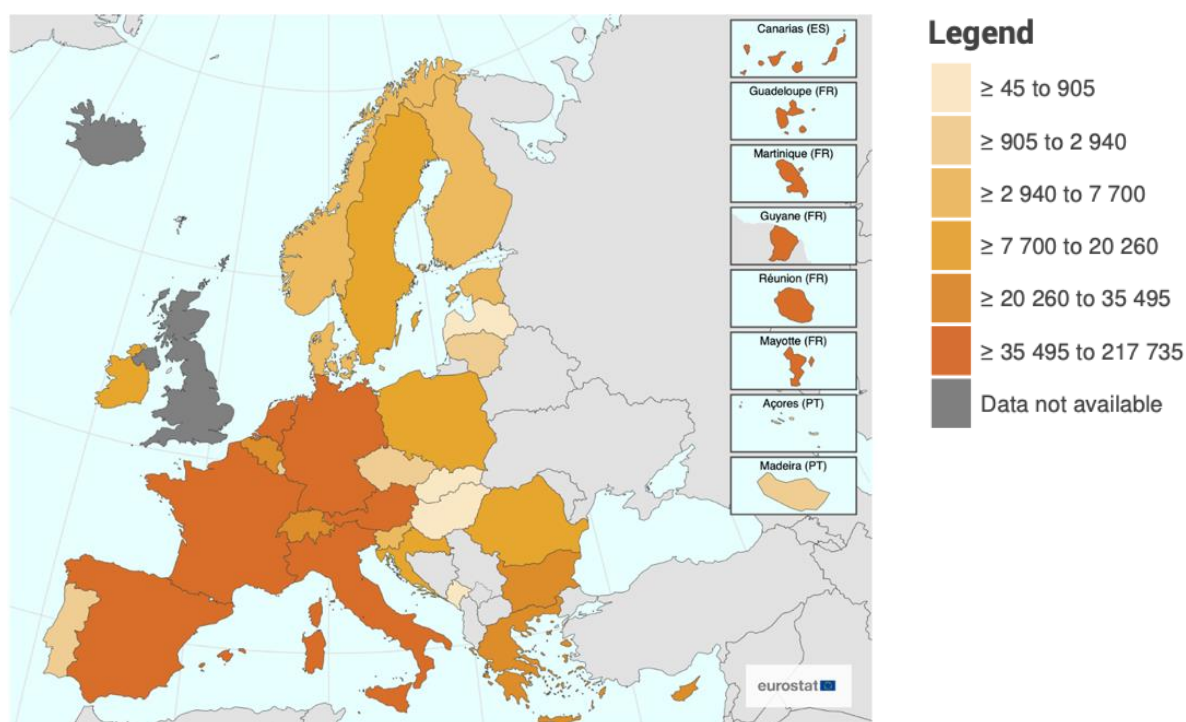 Canarias (ES)
Guadeloupe (FR)
Martinique (FR)
Guyane (FR)
Réunion (FR)
Mayotte (FR)
Açores (PT)
Madeira (PT)
eurostat
Legend
≥ 45 to 905
≥ 905 to 2 940
≥ 2 940 to 7 700
≥ 7 700 to 20 260
≥ 20 260 to 35 495
≥ 35 495 to 217 735
Data not available